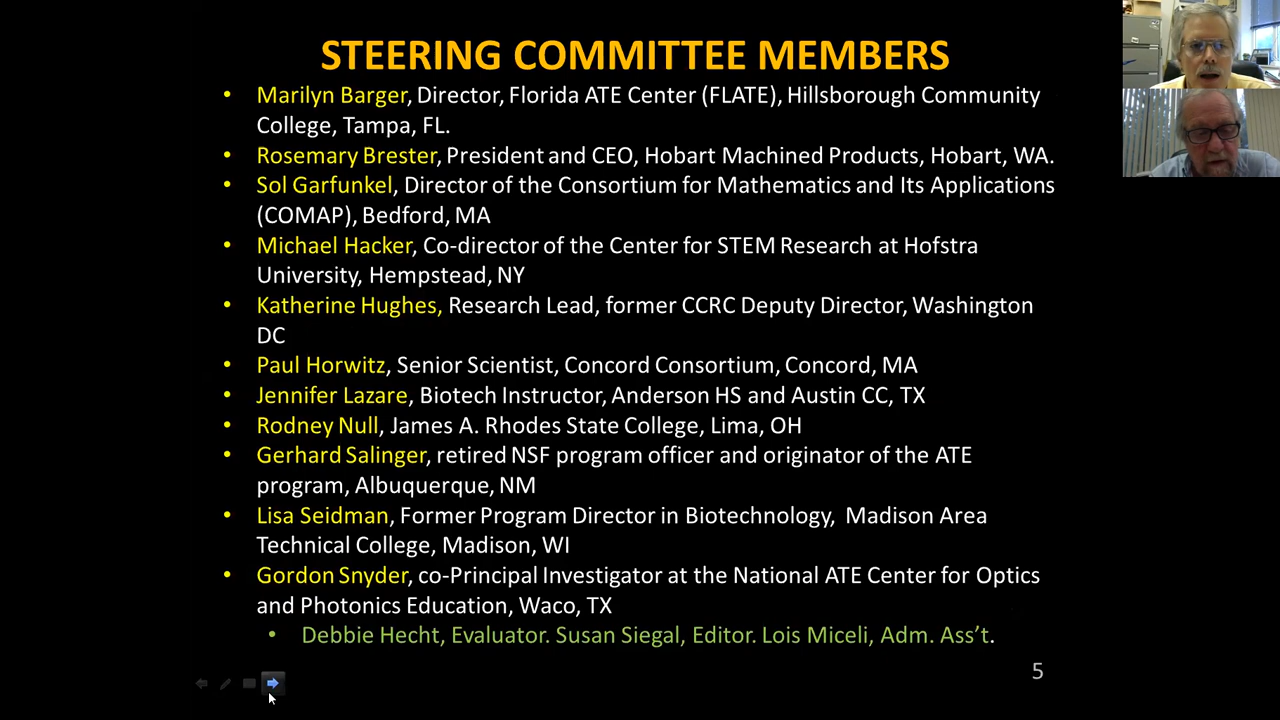 STEERING COMMITTEE MEMBERS
• Marilyn Barger, Director, Florida ATE Center (FLATE), Hillsborough Community
College, Tampa, FL.
• Rosemary Brester, President and CEO, Hobart Machined Products, Hobart, WA.
• Sol Garfunkel, Director of the Consortium for Mathematics and Its Applications
(COMAP), Bedford, MA
• Michael Hacker, Co-director of the Center for STEM Research at Hofstra
University, Hempstead, NY
• Katherine Hughes, Research Lead, former CCRC Deputy Director, Washington
DC
• Paul Horwitz, Senior Scientist, Concord Consortium, Concord, MA
• Jennifer Lazare, Biotech Instructor, Anderson HS and Austin CC, TX
• Rodney Null, James A. Rhodes State College, Lima, OH
• Gerhard Salinger, retired NSF program officer and originator of the ATE
program, Albuquerque, NM
• Lisa Seidman, Former Program Director in Biotechnology, Madison Area
Technical College, Madison, WI
• Gordon Snyder, co-Principal Investigator at the National ATE Center for Optics
and Photonics Education, Waco, TX
• Debbie Hecht, Evaluator. Susan Siegal, Editor. Lois Miceli, Adm. Ass’t.
5